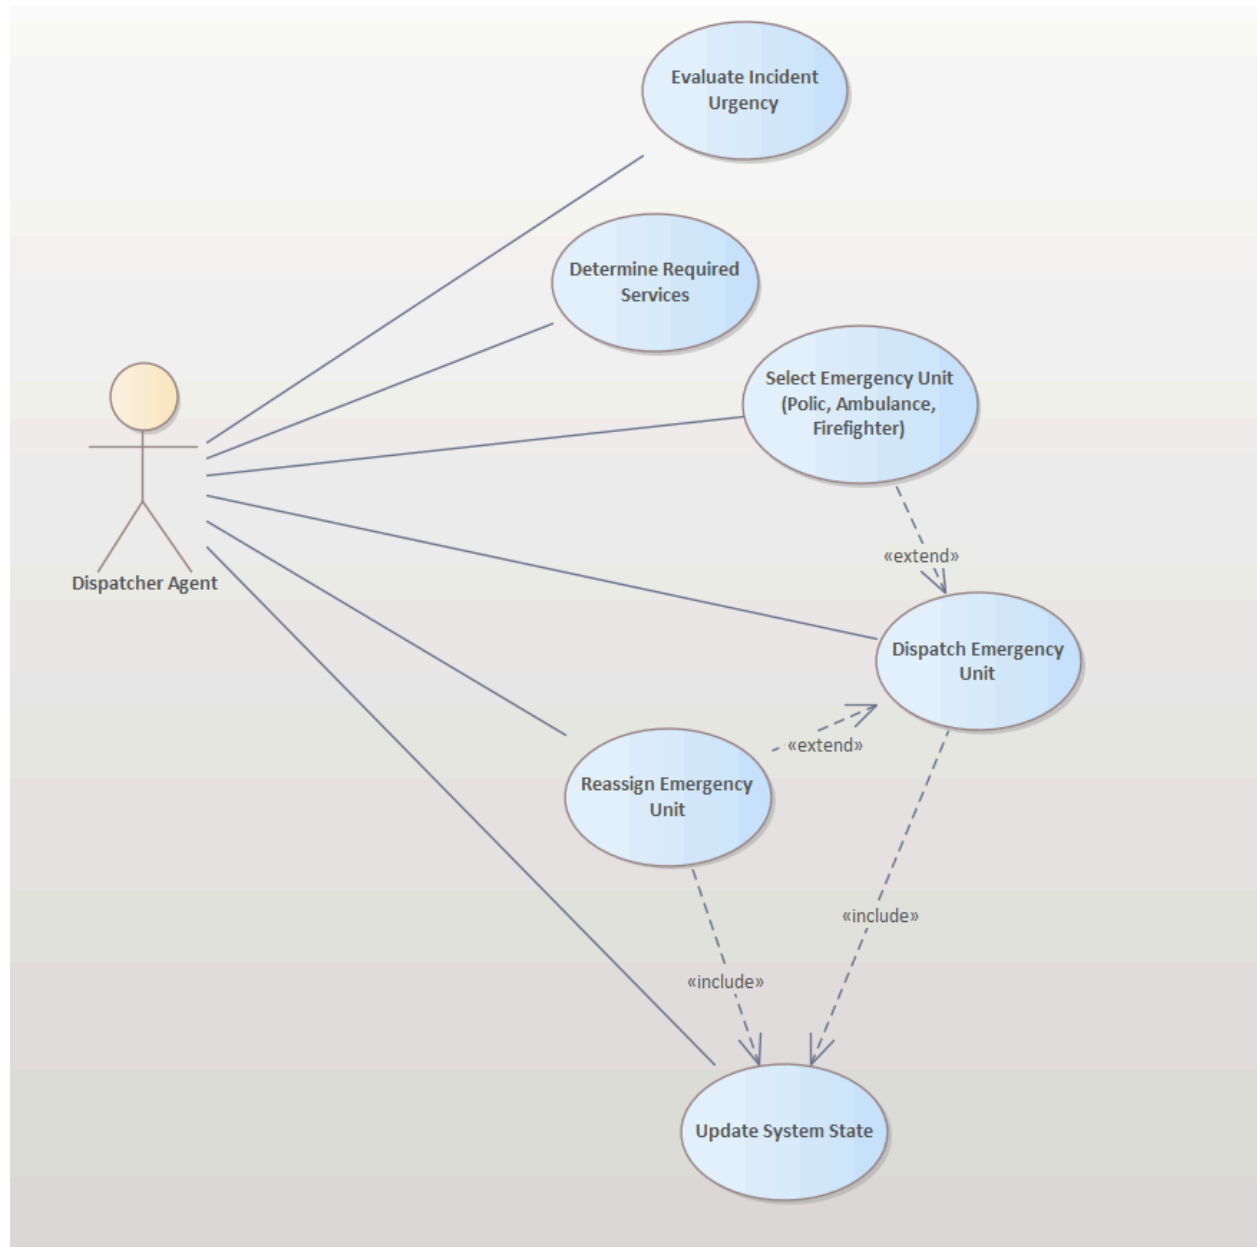 Evaluate Incident
Urgency
Determine Required
Services
Select Emergency Unit
(Polic, Ambulance,
Firefighter)
«extend»
Dispatcher Agent
Dispatch Emergency
Unit
«extend»
Reassign Emergency
Unit
«include»
«include»
Update System State